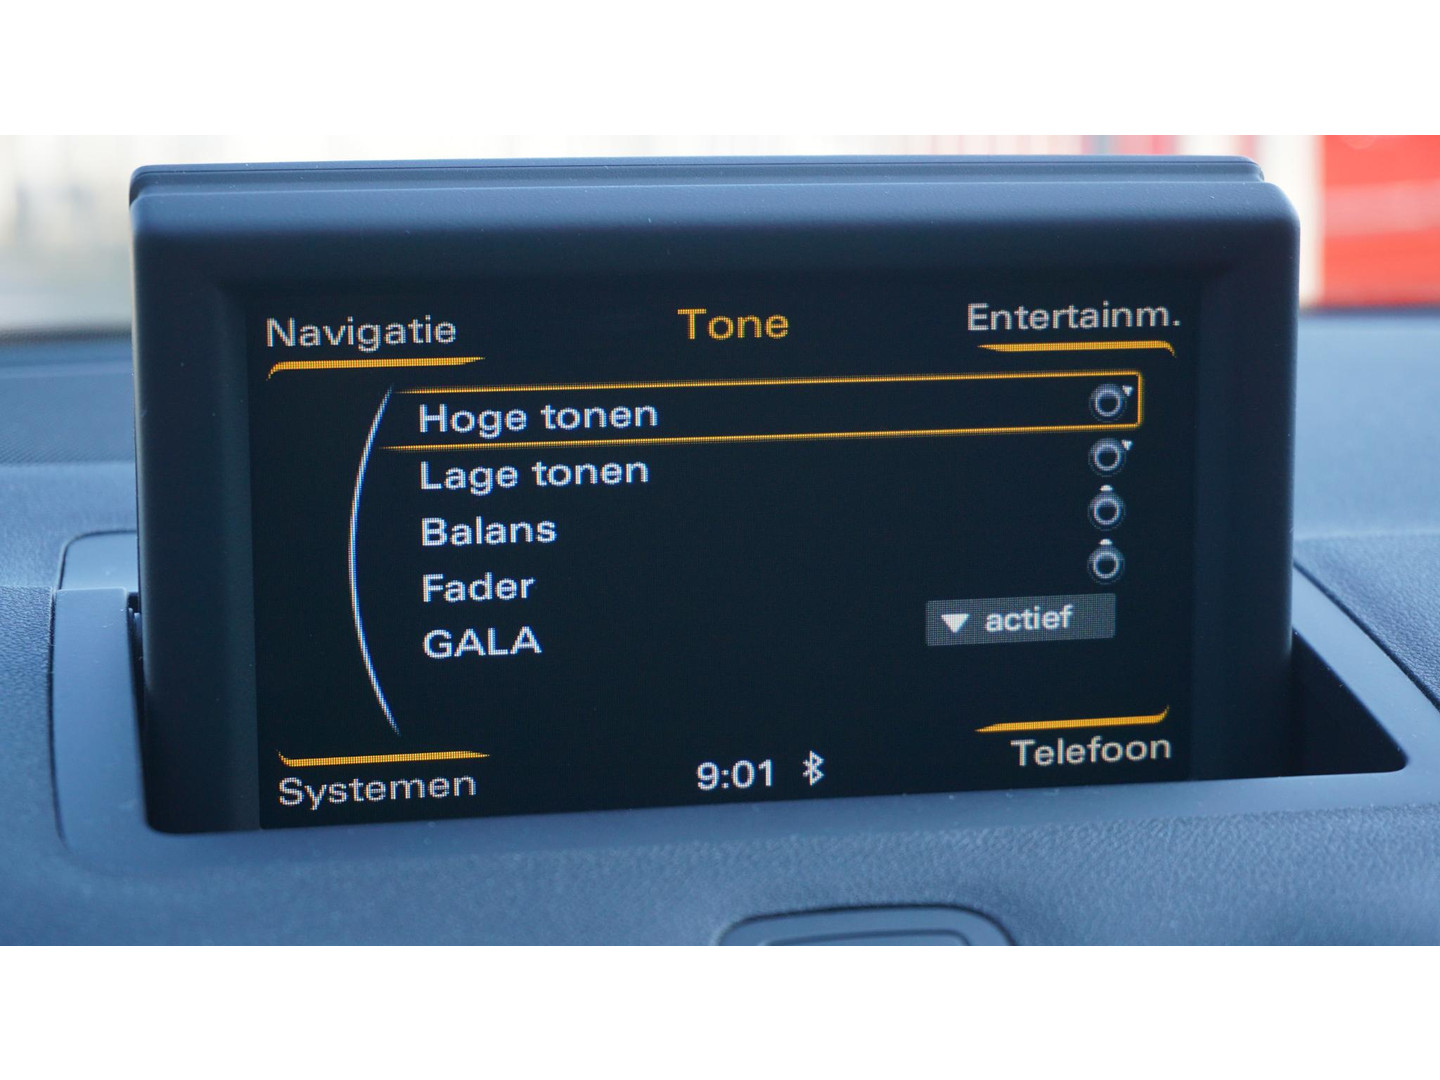 Navigatie Tone Entertainm.
Hoge tonen
Lage tonen
Balans
Fader
GALA actief
Systemen 9:01 Telefoon